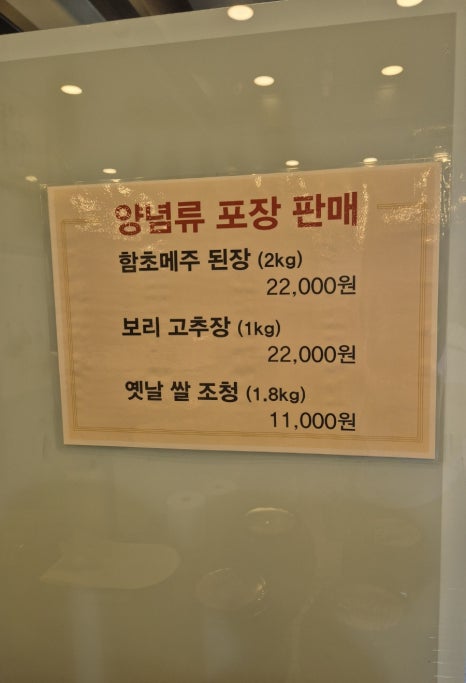 양념류 포장 판매
함초메주 된장 (2kg)
22,000원
보리 고추장 (1kg)
22,000원
옛날 쌀 조청 (1.8kg)
11,000원